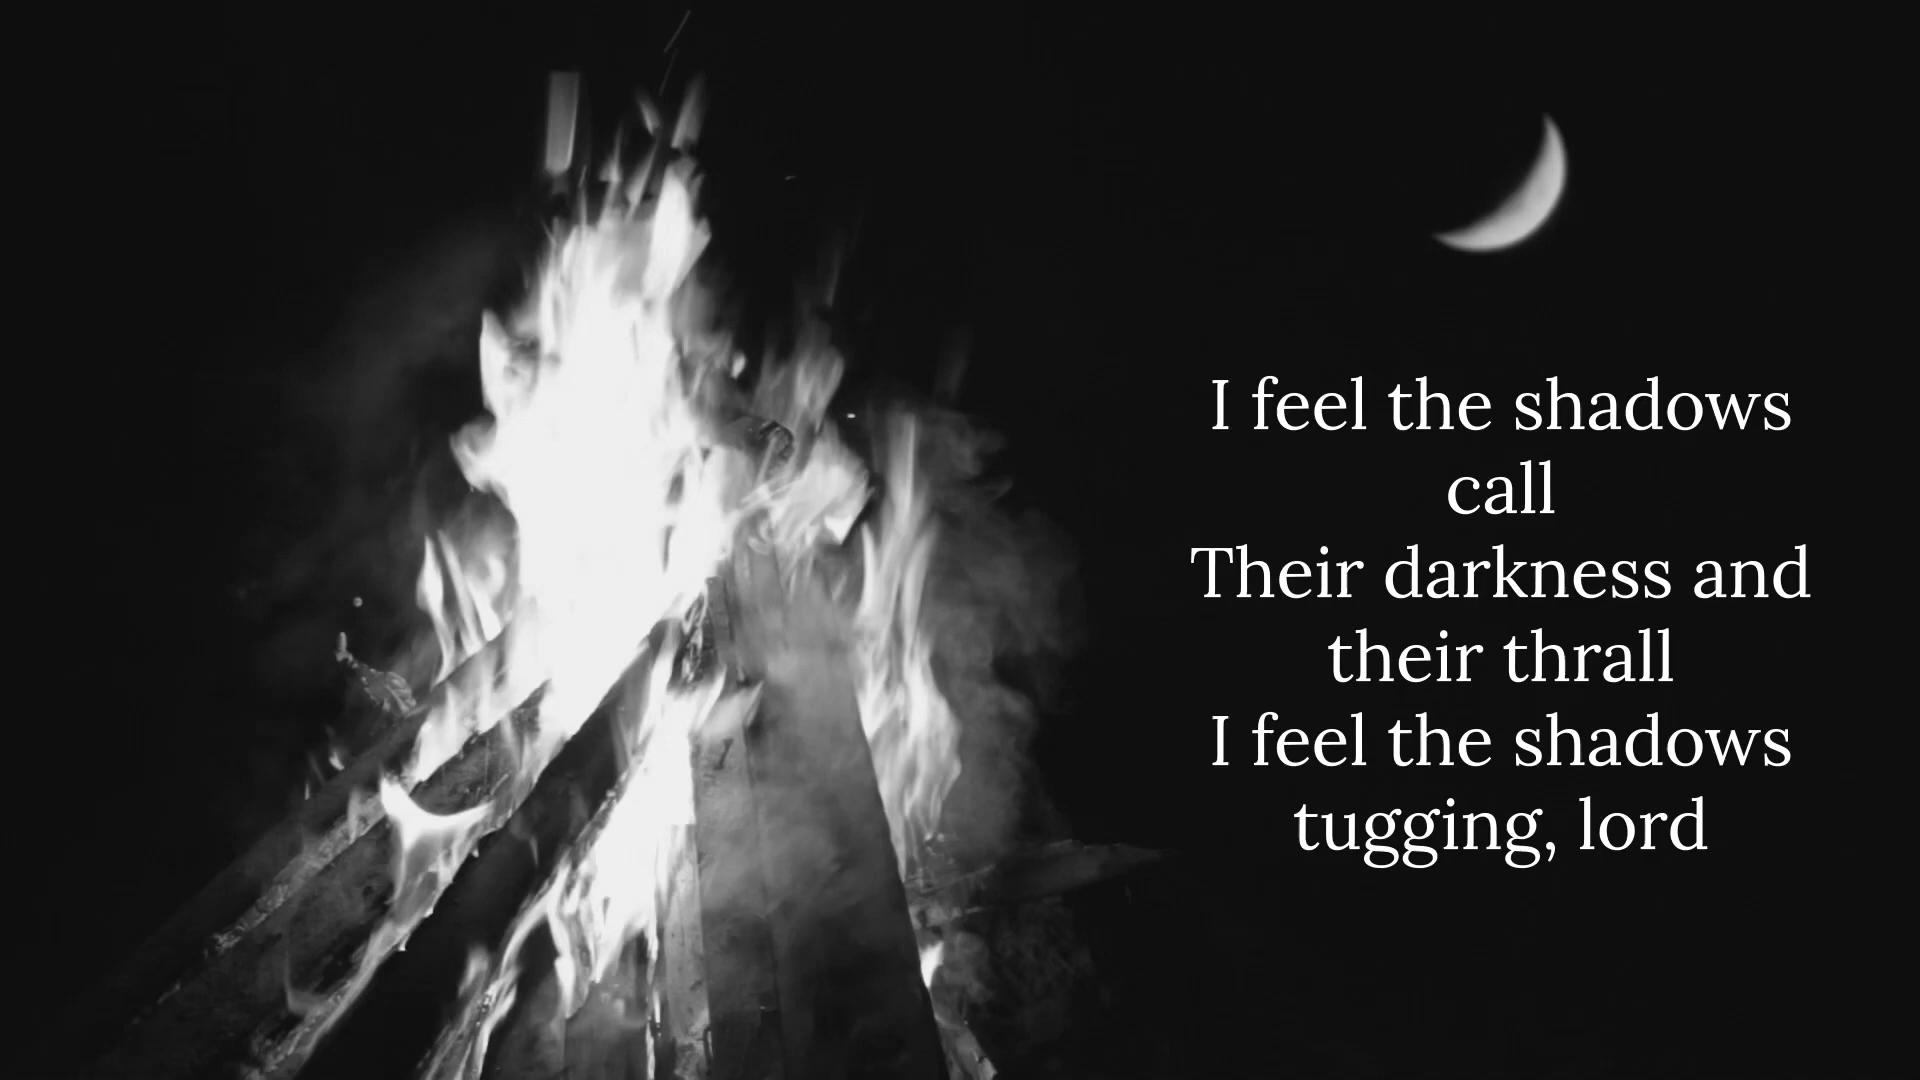 I feel the shadows
call
Their darkness and
their thrall
I feel the shadows
tugging, lord